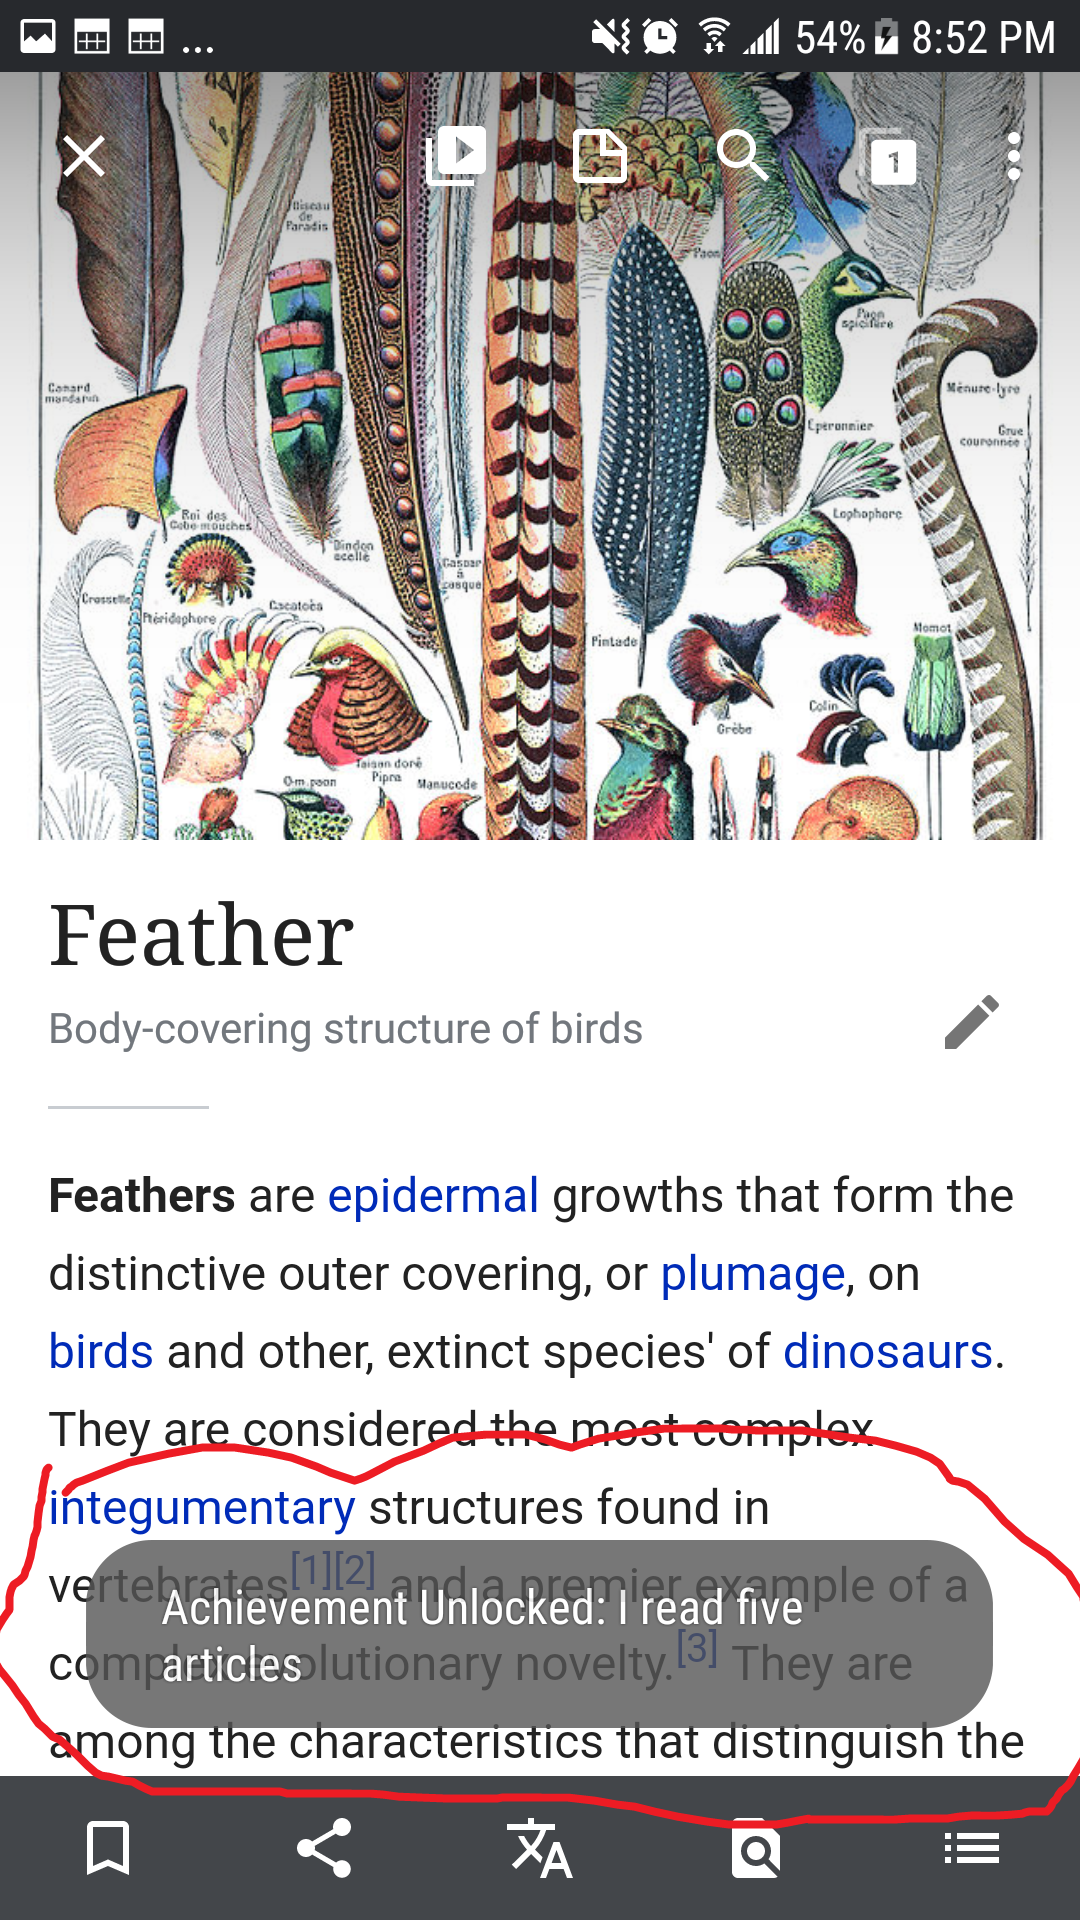 ... 54% 8:52 PM
1
Oiseau
de
Paradis
Paon
Paon
spicifère
Canard
mandarin
Ménure-lyre
Grue
couronnée
Eperonnier
Lophophore
Roi des
Gobe-mouches
Dindon
ocellé
Casoar
à
casque
Crossette
Ptéridophore
Cacatoès
Pintade
Momot
Colin
Grèbe
Faisan doré
Pipra
Manucode
Feather
Body-covering structure of birds
Feathers are epidermal growths that form the
distinctive outer covering, or plumage, on
birds and other, extinct species' of dinosaurs.
They are considered the most complex
integumentary structures found in
vertebrates[1][2] and a premier example of a
Achievement Unlocked: I read five
articles
complex evolutionary novelty.[3] They are
among the characteristics that distinguish the